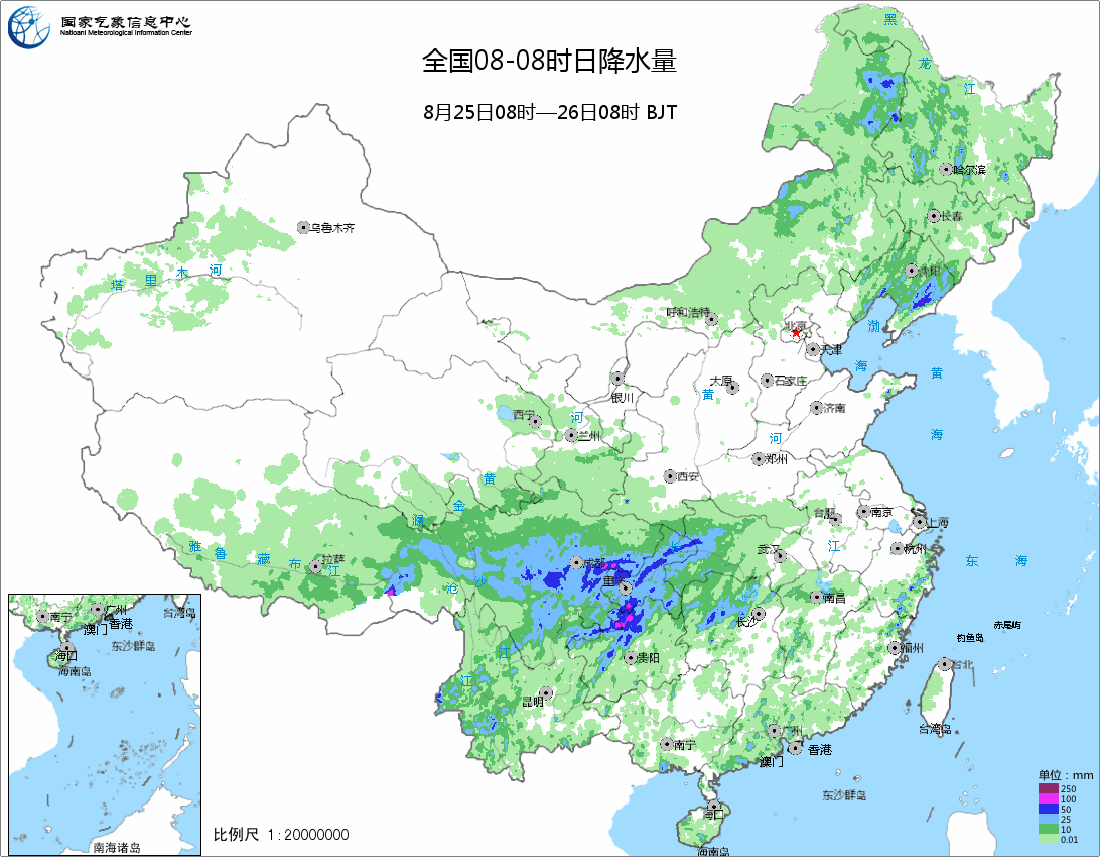 国家气象信息中心
Naitoanl Meteorological Information Center
全国08-08时日降水量
8月25日08时—26日08时 BJT
黑
龙
江
哈尔滨
长春
沈阳
乌鲁木齐
塔 里 木 河
呼和浩特
北京
天津
渤
海
黄
海
银川
太原
石家庄
黄
济南
西宁
兰州
河
河
郑州
西安
黄
金
澜
合肥
南京
上海
雅 鲁 藏 布 江
拉萨
成都
重庆
长
武汉
江
杭州
东 海
沧
沙
南昌
长沙
江
贵阳
福州
钓鱼岛
赤尾屿
台北
江
昆明
台湾岛
南宁
广州
香港
澳门
东沙群岛
海口
海南岛
南宁
广州
台湾岛
香港
澳门
东沙群岛
海口
海南岛
南海诸岛
比例尺 1:20000000
单位：mm
250
100
50
25
10
0.01